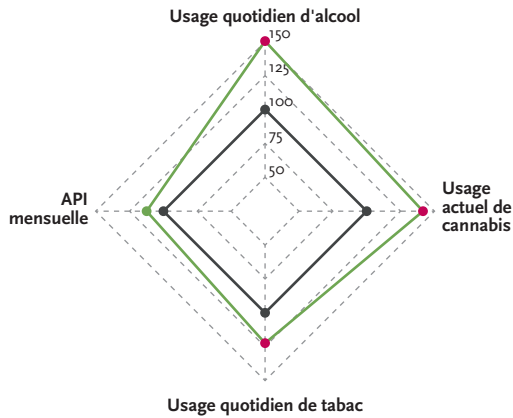 Usage quotidien d'alcool
150
125
100
75
50
API
mensuelle
Usage
actuel de
cannabis
Usage quotidien de tabac